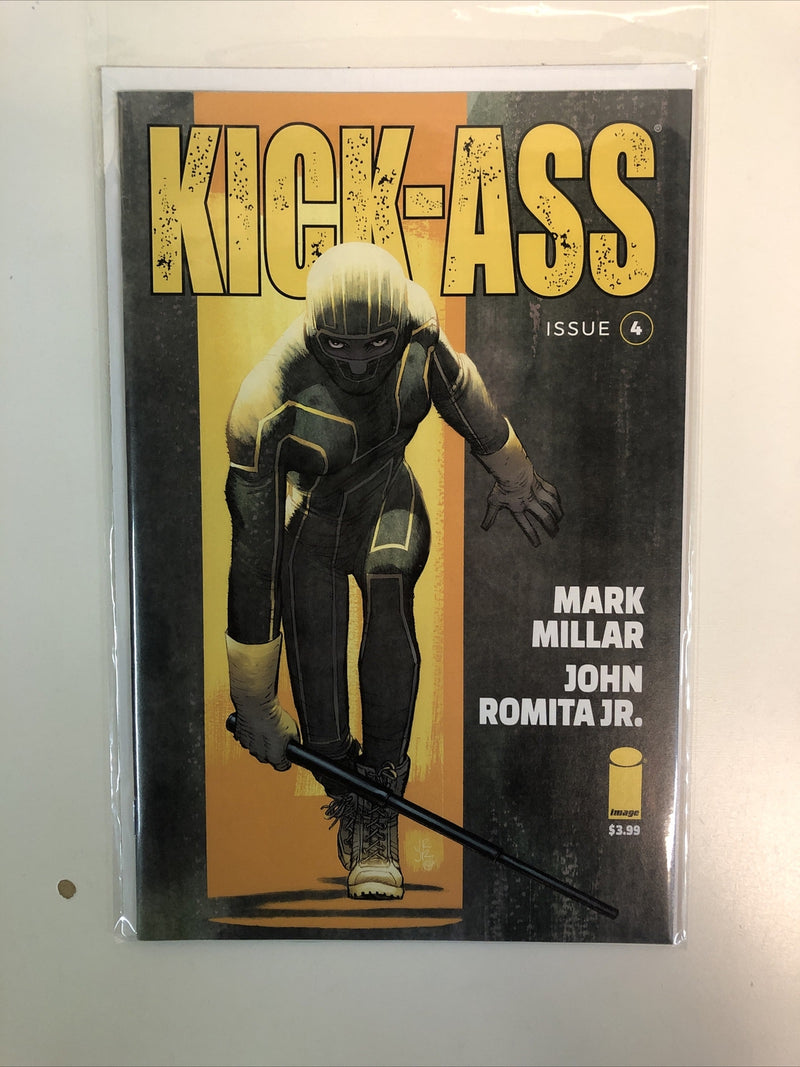 KICK-ASS®
ISSUE 4
MARK
MILLAR
JOHN
ROMITA JR.
image
$3.99